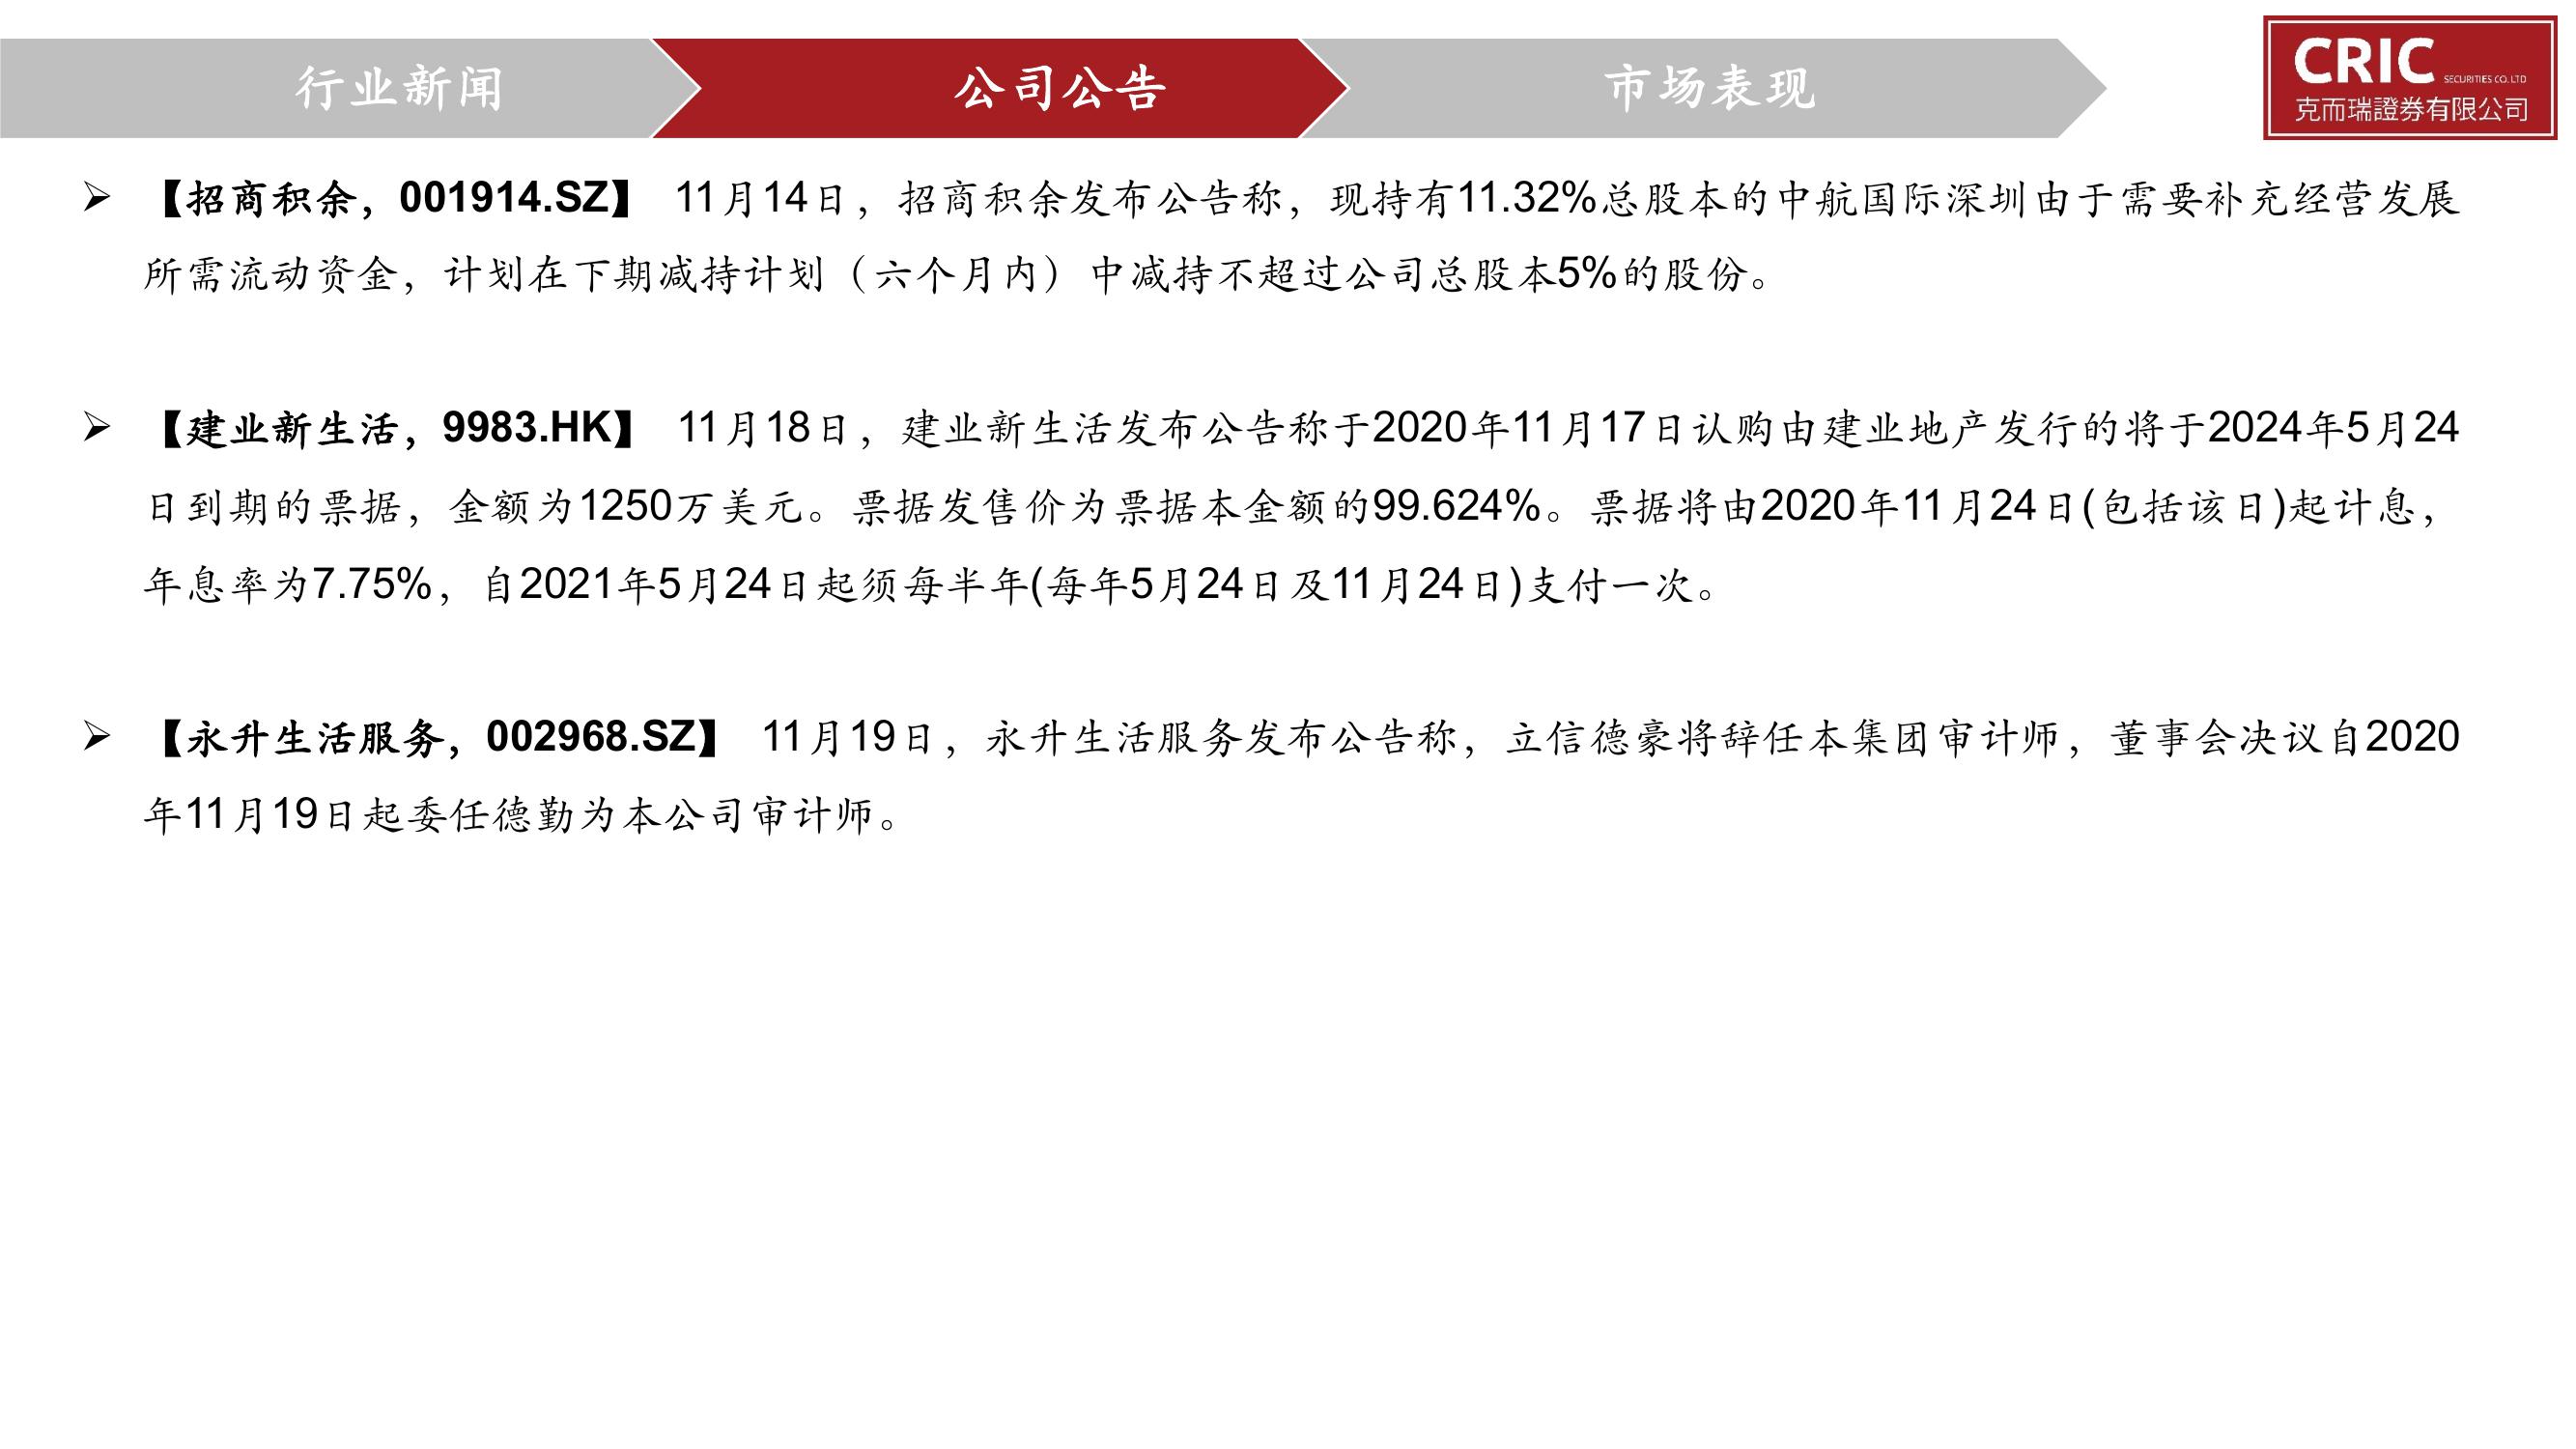 行业新闻
公司公告
市场表现
CRIC SECURITIES CO. LTD
克而瑞證券有限公司
➢ 【招商积余，001914.SZ】 11月14日，招商积余发布公告称，现持有11.32%总股本的中航国际深圳由于需要补充经营发展
所需流动资金，计划在下期减持计划（六个月内）中减持不超过公司总股本5%的股份。
➢ 【建业新生活，9983.HK】 11月18日，建业新生活发布公告称于2020年11月17日认购由建业地产发行的将于2024年5月24
日到期的票据，金额为1250万美元。票据发售价为票据本金额的99.624%。票据将由2020年11月24日(包括该日)起计息，
年息率为7.75%，自2021年5月24日起须每半年(每年5月24日及11月24日)支付一次。
➢ 【永升生活服务，002968.SZ】 11月19日，永升生活服务发布公告称，立信德豪将辞任本集团审计师，董事会决议自2020
年11月19日起委任德勤为本公司审计师。